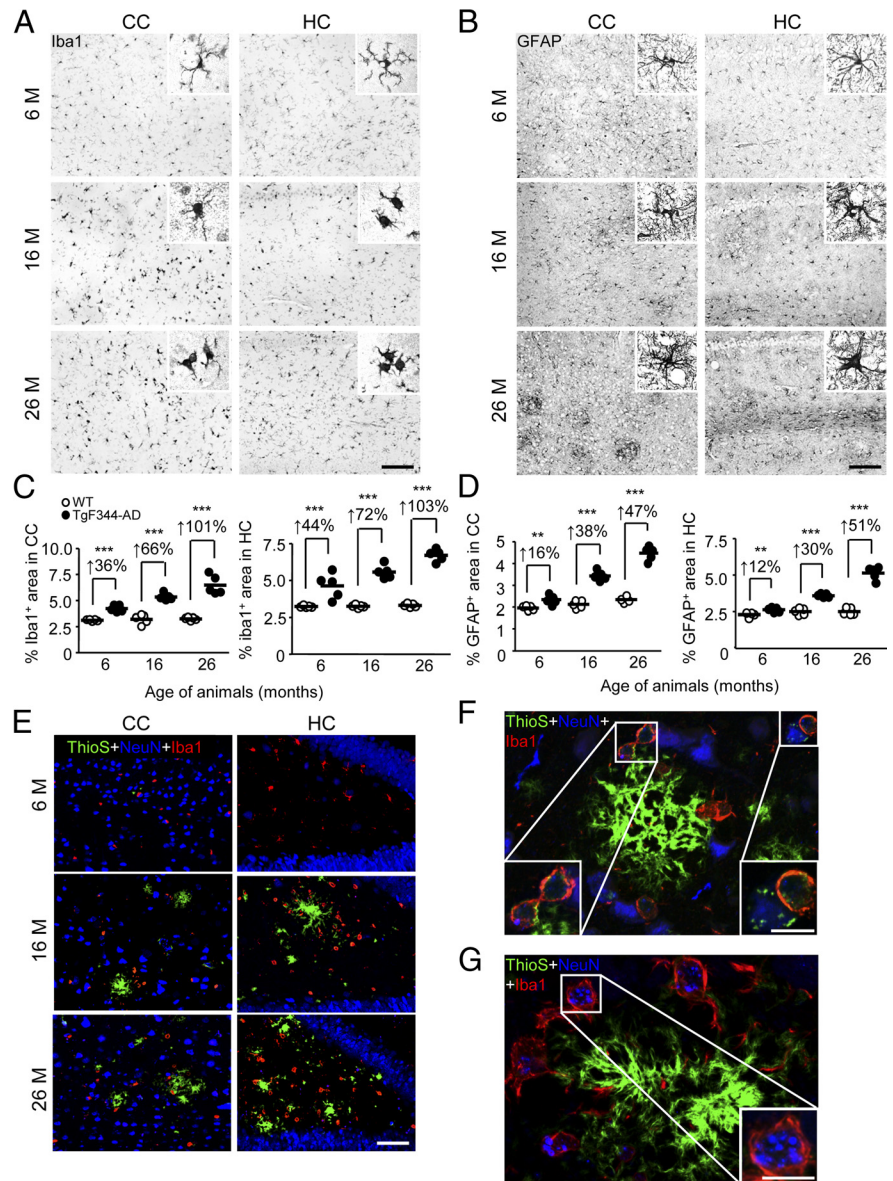 A
CC
HC
Iba1
6 M
16 M
26 M
B
CC
HC
GFAP
6 M
16 M
26 M
C
WT
TgF344-AD
% Iba1+ area in CC
10.0
7.5
5.0
2.5
0
***
↑36%
***
↑66%
***
↑101%
6 16 26
% iba1+ area in HC
7.5
5.0
2.5
0
***
↑44%
***
↑72%
***
↑103%
6 16 26
Age of animals (months)
D
% GFAP+ area in CC
5
4
3
2
1
0
**
↑16%
***
↑38%
***
↑47%
6 16 26
% GFAP+ area in HC
7.5
5.0
2.5
0
**
↑12%
***
↑30%
***
↑51%
6 16 26
Age of animals (months)
E
CC
HC
ThioS+NeuN+Iba1
6 M
16 M
26 M
F
ThioS+NeuN+
Iba1
G
ThioS+NeuN
+Iba1